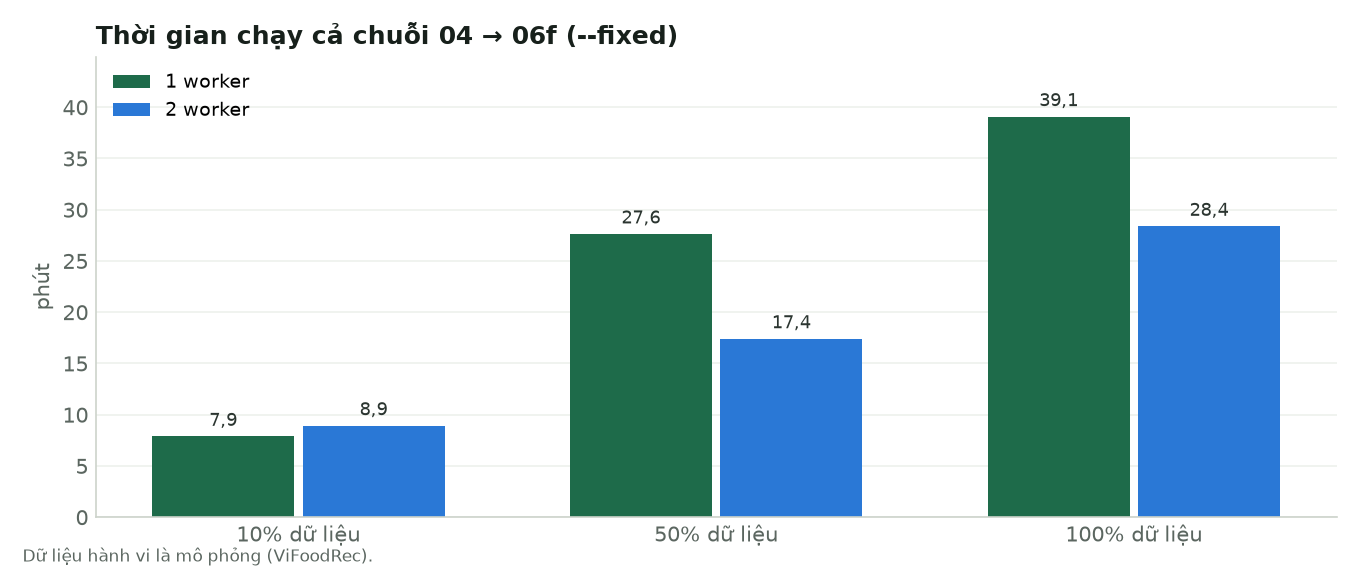 Thời gian chạy cả chuỗi 04 → 06f (--fixed)
1 worker
2 worker
phút
40
35
30
25
20
15
10
5
0
7,9
8,9
27,6
17,4
39,1
28,4
10% dữ liệu
50% dữ liệu
100% dữ liệu
Dữ liệu hành vi là mô phỏng (ViFoodRec).